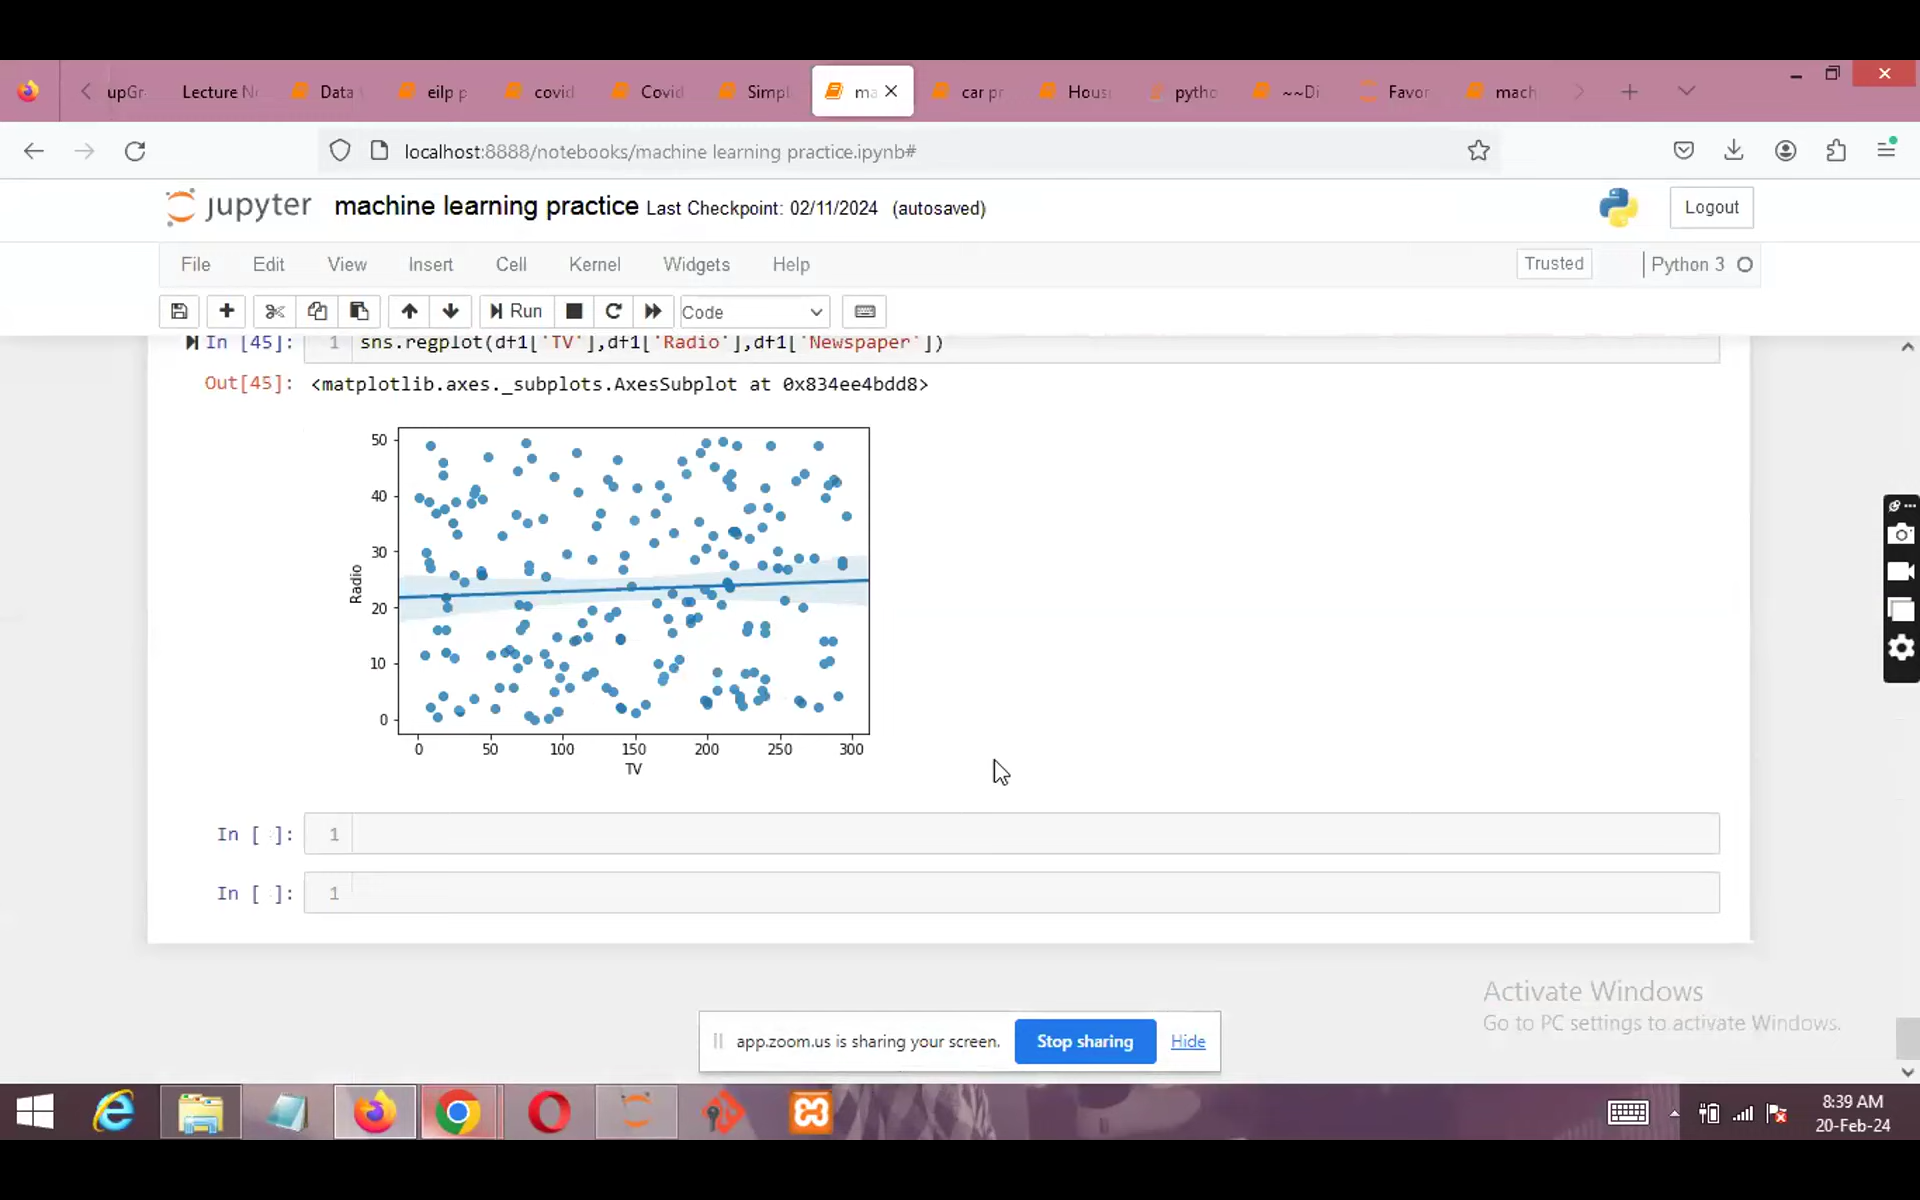 upGr
Lecture N
Data
eilp p
covid
Covid
Simpl
ma
car pr
Hous
pytho
~~Di
Favor
mach
localhost:8888/notebooks/machine learning practice.ipynb#
jupyter machine learning practice Last Checkpoint: 02/11/2024 (autosaved)
Logout
File Edit View Insert Cell Kernel Widgets Help
Trusted
Python 3
Run
Code
In [45]: 1 sns.regplot(df1['TV'],df1['Radio'],df1['Newspaper'])
Out[45]: <matplotlib.axes._subplots.AxesSubplot at 0x834ee4bdd8>
50
40
30
20
10
0
Radio
0 50 100 150 200 250 300
TV
In [ ]: 1
In [ ]: 1
Activate Windows
Go to PC settings to activate Windows.
app.zoom.us is sharing your screen.
Stop sharing
Hide
8:39 AM
20-Feb-24